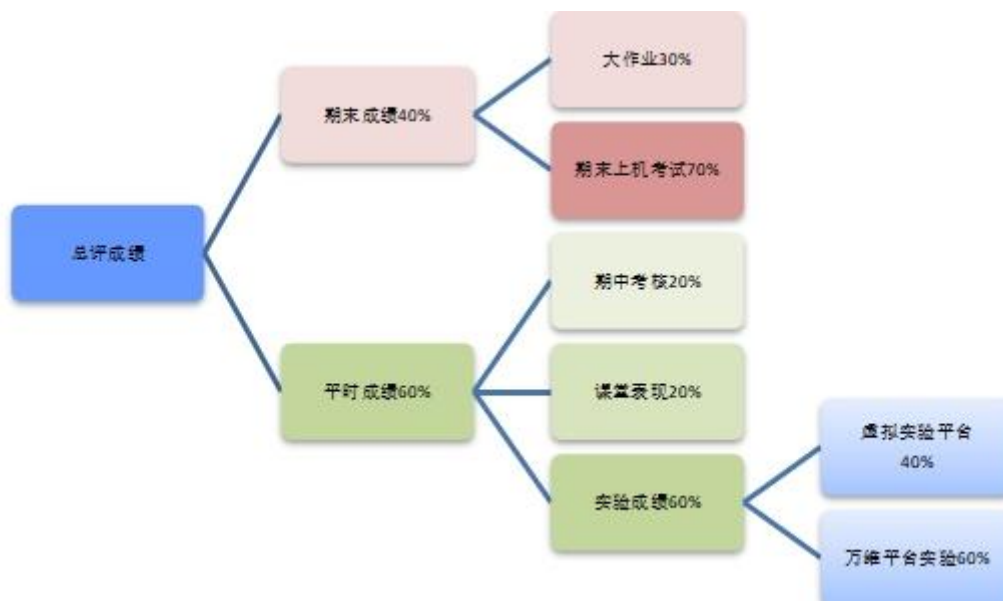 大作业30%
期末成绩40%
期末上机考试70%
总评成绩
期中考核20%
平时成绩60%
课堂表现20%
虚拟实验平台
40%
实验成绩60%
万维平台实验60%